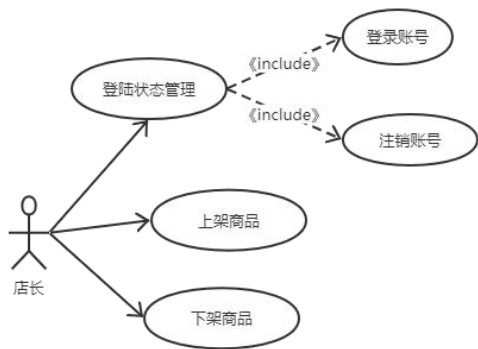 登录账号
《include》
登陆状态管理
《include》
注销账号
上架商品
店长
下架商品